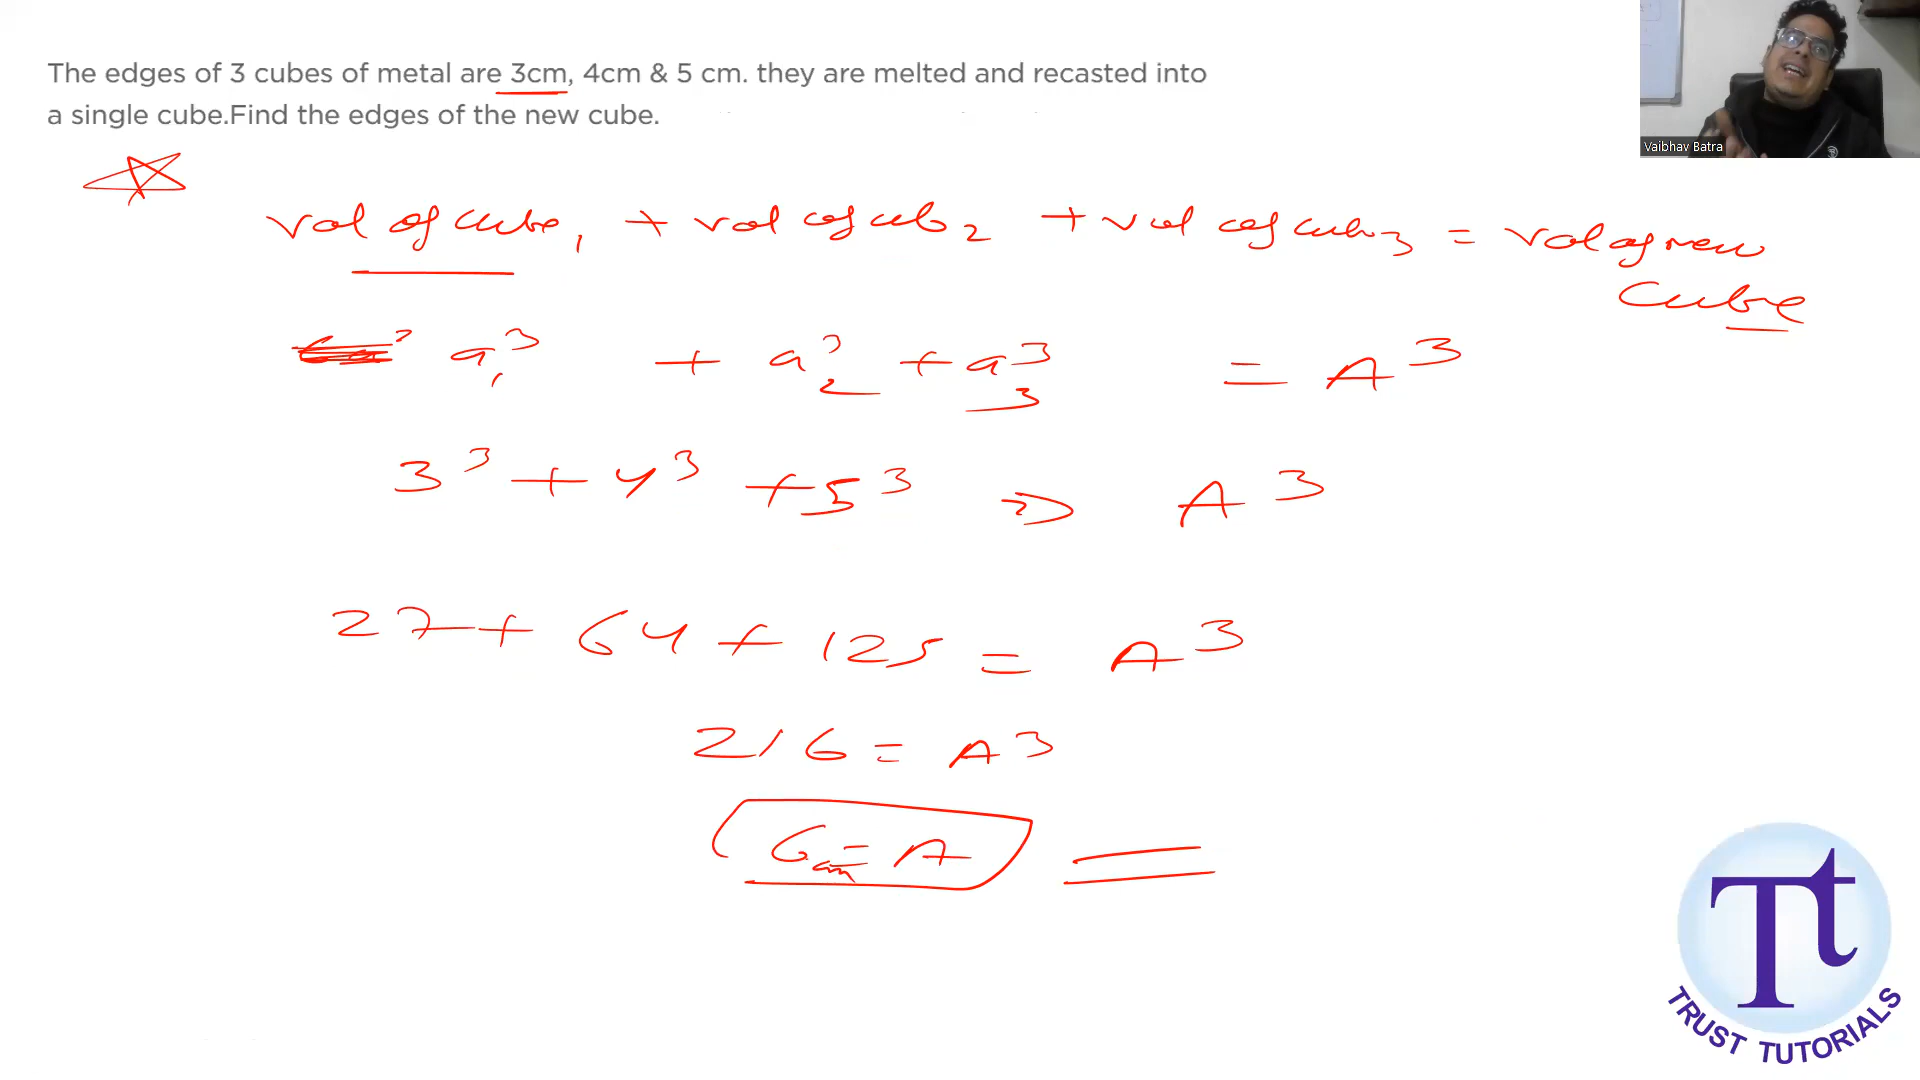 The edges of 3 cubes of metal are 3cm, 4cm & 5 cm. they are melted and recasted into
a single cube.Find the edges of the new cube.
Vaibhav Batra
vol of cube₁ + vol of cub₂ + vol of cub₃ = vol of new
cube
a₁³ + a₂³ + a₃³ = A³
3³ + 4³ + 5³ ⇒ A³
27 + 64 + 125 = A³
216 = A³
6cm = A
Tt
TRUST TUTORIALS